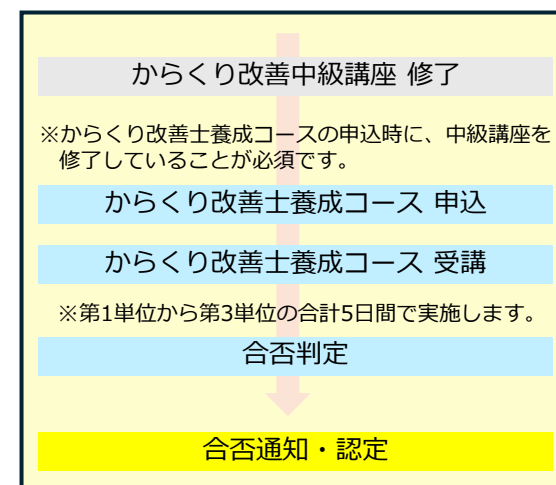 からくり改善中級講座 修了
※からくり改善士養成コースの申込時に、中級講座を
修了していることが必須です。
からくり改善士養成コース 申込
からくり改善士養成コース 受講
※第1単位から第3単位の合計5日間で実施します。
合否判定
合否通知・認定